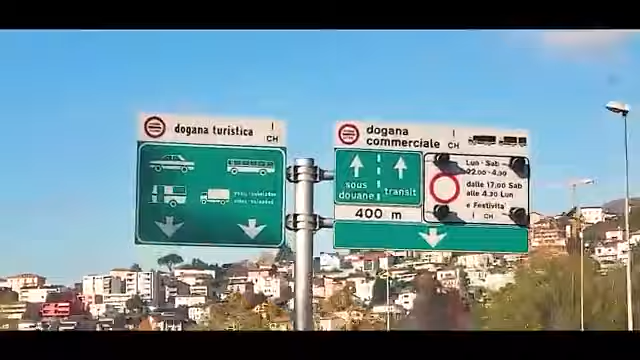 dogana turistica
I
CH
dogana
commerciale
I
CH
sous
douane
transit
400 m
Lun - Sab
22.00 - 4.30
dalle 17.00 Sab
alle 4.30 Lun
e Festività
I CH